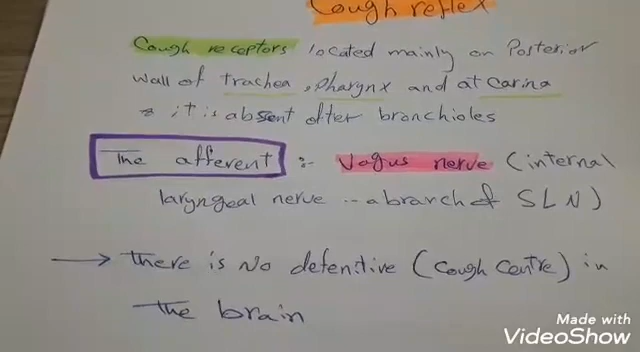 Cough reflex
Cough receptors located mainly on Posterior
wall of trachea, pharynx and at carina
it is absent after bronchioles
The afferent :- Vagus nerve (internal
laryngeal nerve -- a branch of SLN)
→ There is No defenitive (Cough Centre) in
The brain
Made with
VideoShow